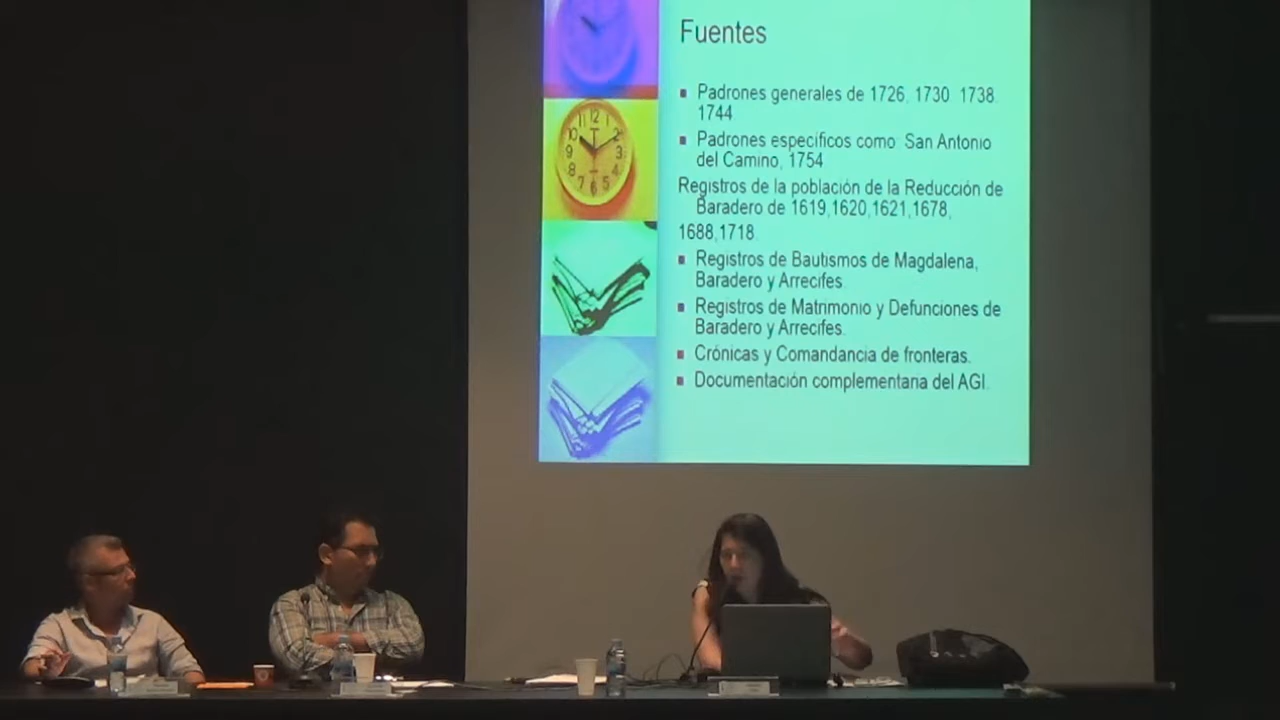 Fuentes
Padrones generales de 1726, 1730 1738,
1744
Padrones específicos como San Antonio
del Camino, 1754
Registros de la población de la Reducción de
Baradero de 1619,1620,1621,1678,
1688,1718.
Registros de Bautismos de Magdalena,
Baradero y Arrecifes
Registros de Matrimonio y Defunciones de
Baradero y Arrecifes.
Crónicas y Comandancia de fronteras.
Documentación complementaria del AGI.